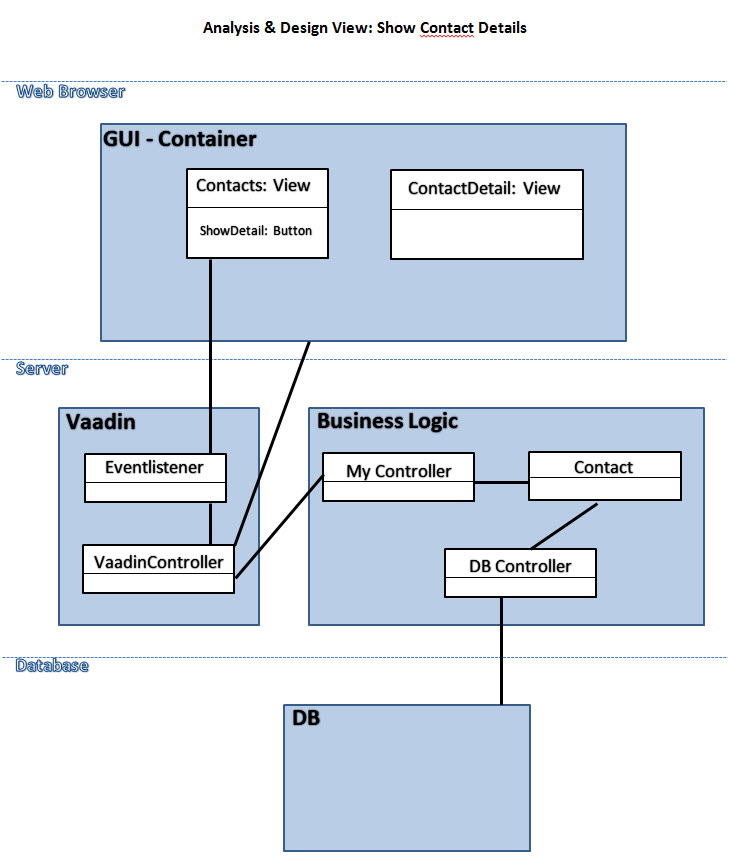 Analysis & Design View: Show Contact Details
Web Browser
GUI - Container
Contacts: View
ShowDetail: Button
ContactDetail: View
Server
Vaadin
Eventlistener
VaadinController
Business Logic
My Controller
Contact
DB Controller
Database
DB